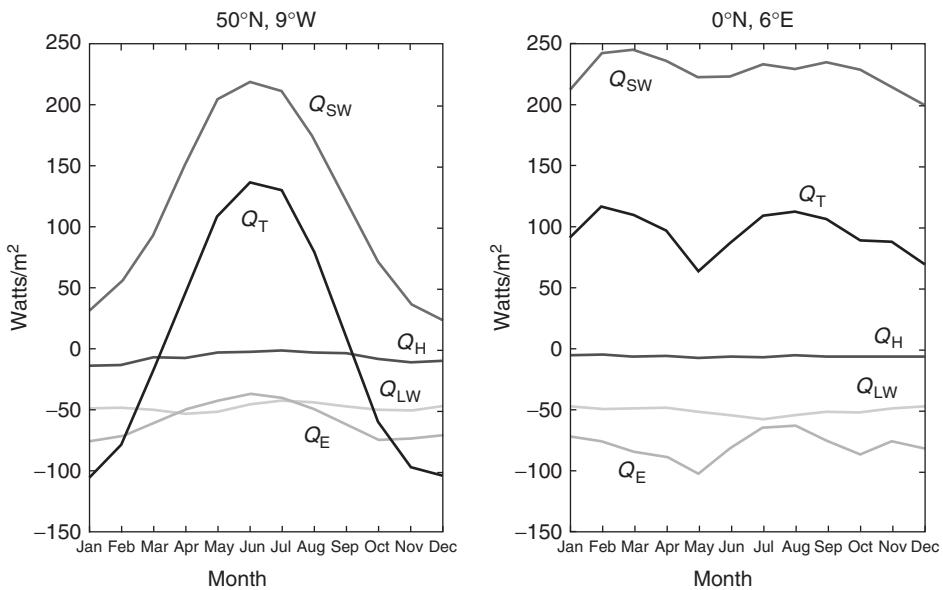 50°N, 9°W
250
200
150
100
50
0
−50
−100
−150
Watts/m²
Q_SW
Q_T
Q_H
Q_LW
Q_E
Jan Feb Mar Apr May Jun Jul Aug Sep Oct Nov Dec
Month
0°N, 6°E
250
200
150
100
50
0
−50
−100
−150
Watts/m²
Q_SW
Q_T
Q_H
Q_LW
Q_E
Jan Feb Mar Apr May Jun Jul Aug Sep Oct Nov Dec
Month